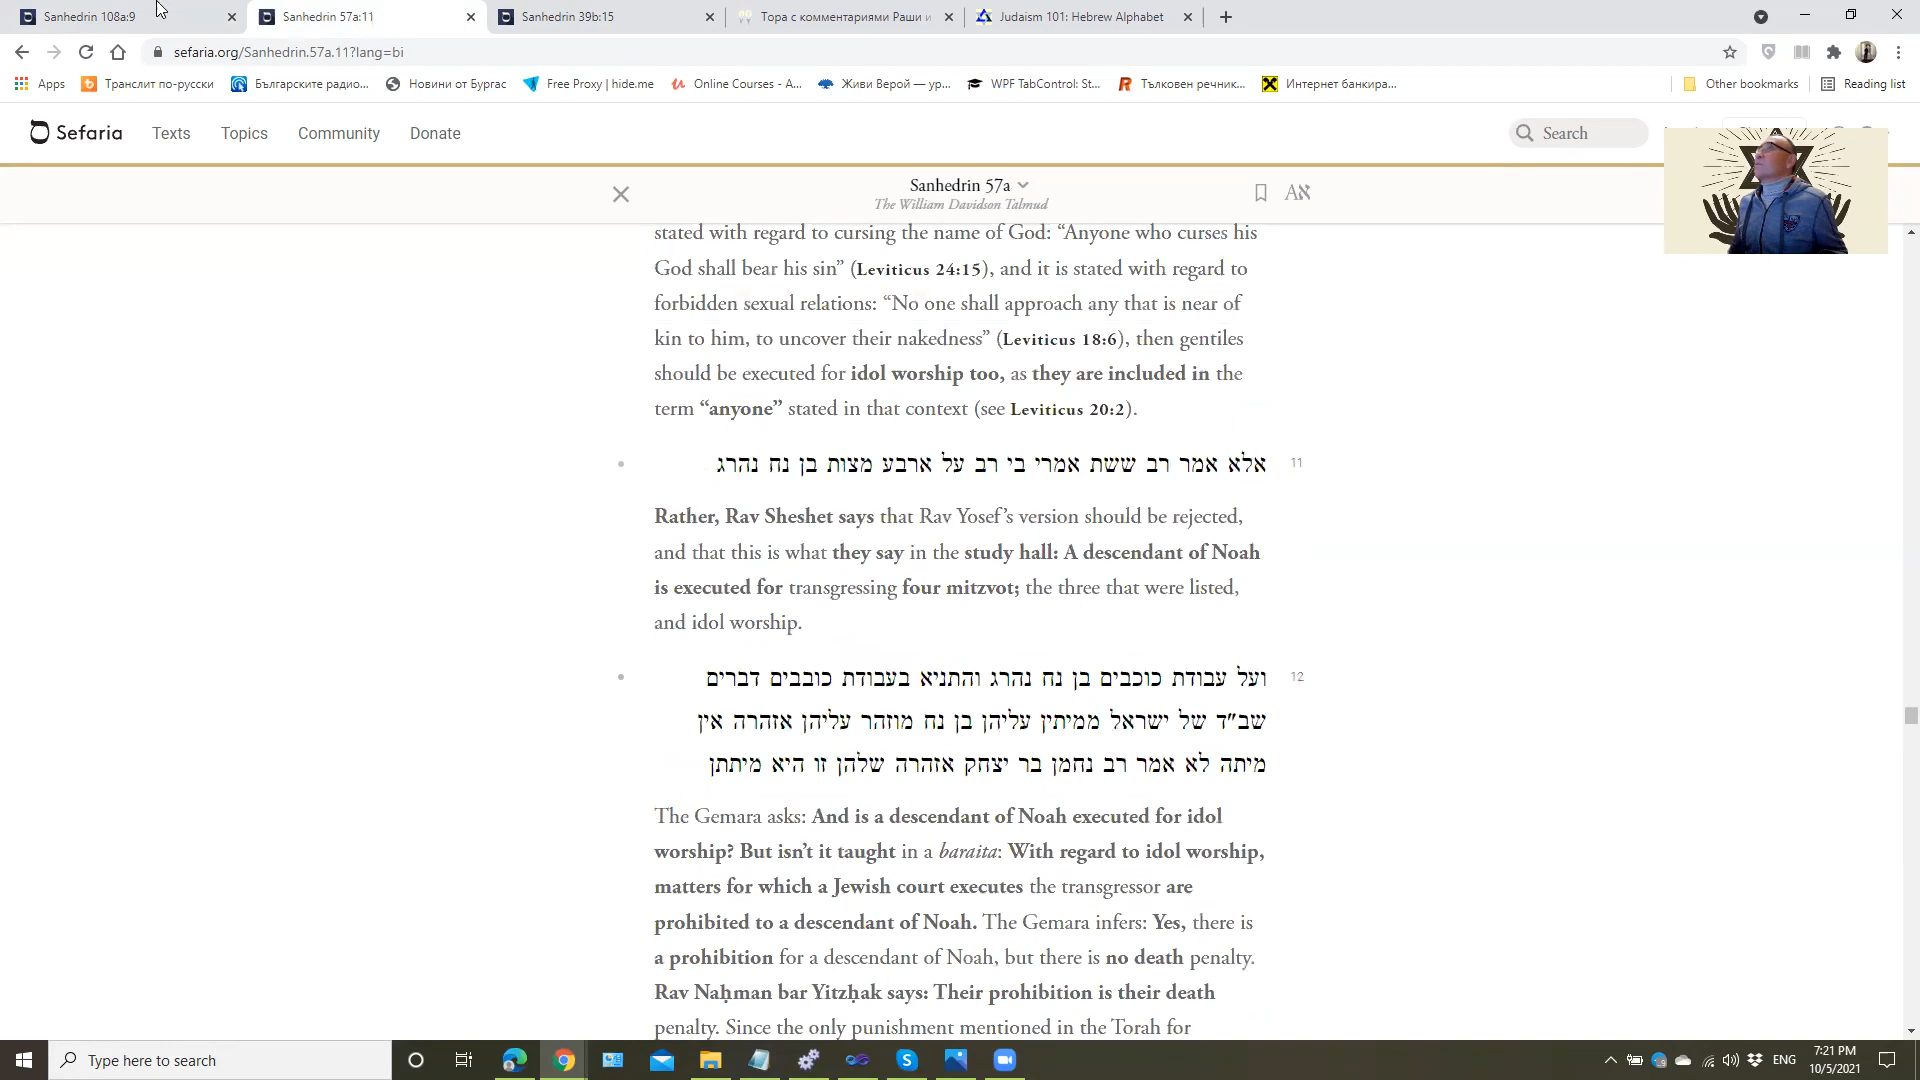 Sanhedrin 108a:9
Sanhedrin 57a:11
Sanhedrin 39b:15
Тора с комментариями Раши и
Judaism 101: Hebrew Alphabet
sefaria.org/Sanhedrin.57a.11?lang=bi
Apps
Транслит по-русски
Българските радио...
Новини от Бургас
Free Proxy | hide.me
Online Courses - A...
Живи Верой — ур...
WPF TabControl: St...
Тълковен речник...
Интернет банкира...
Other bookmarks
Reading list
Sefaria
Texts
Topics
Community
Donate
Search
Sanhedrin 57a
The William Davidson Talmud
Aא
stated with regard to cursing the name of God: “Anyone who curses his
God shall bear his sin” (Leviticus 24:15), and it is stated with regard to
forbidden sexual relations: “No one shall approach any that is near of
kin to him, to uncover their nakedness” (Leviticus 18:6), then gentiles
should be executed for idol worship too, as they are included in the
term “anyone” stated in that context (see Leviticus 20:2).
אלא אמר רב ששת אמרי בי רב על ארבע מצות בן נח נהרג
11
Rather, Rav Sheshet says that Rav Yosef’s version should be rejected,
and that this is what they say in the study hall: A descendant of Noah
is executed for transgressing four mitzvot; the three that were listed,
and idol worship.
ועל עבודת כוכבים בן נח נהרג והתניא בעבודת כוכבים דברים
12
שב"ד של ישראל ממיתין עליהן בן נח מוזהר עליהן אזהרה אין
מיתה לא אמר רב נחמן בר יצחק אזהרה שלהן זו היא מיתתן
The Gemara asks: And is a descendant of Noah executed for idol
worship? But isn’t it taught in a baraita: With regard to idol worship,
matters for which a Jewish court executes the transgressor are
prohibited to a descendant of Noah. The Gemara infers: Yes, there is
a prohibition for a descendant of Noah, but there is no death penalty.
Rav Naḥman bar Yitzḥak says: Their prohibition is their death
penalty. Since the only punishment mentioned in the Torah for
Type here to search
ENG
7:21 PM
10/5/2021